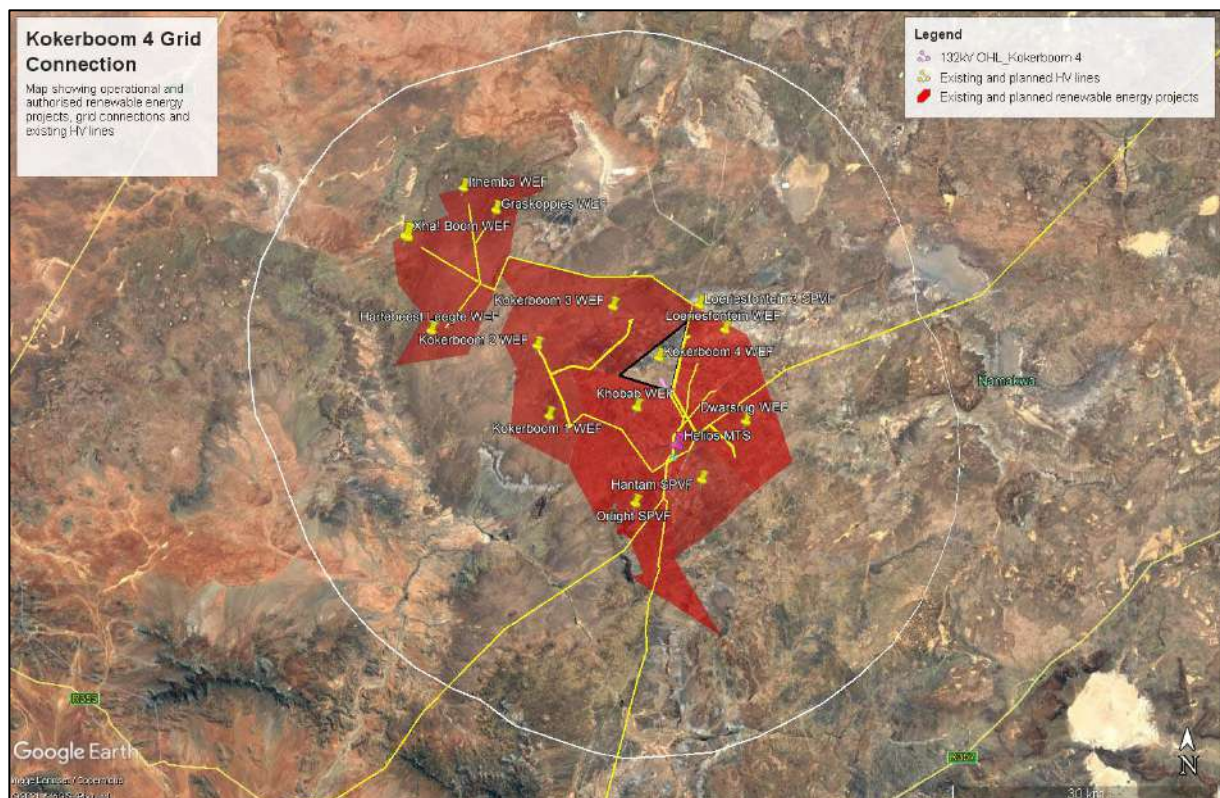 Kokerboom 4 Grid
Connection
Map showing operational and
authorised renewable energy
projects, grid connections and
existing HV lines
Legend
132kV OHL_Kokerboom 4
Existing and planned HV lines
Existing and planned renewable energy projects
Ithemba WEF
Graskoppies WEF
Xha! Boom WEF
Kokerboom 3 WEF
Loeriesfontein 3 SPVF
Hartebeest Leegte WEF
Loeriesfontein WEF
Kokerboom 2 WEF
Kokerboom 4 WEF
Namakwa
Khobab WEF
Dwarsrug WEF
Kokerboom 1 WEF
Helios MTS
Hantam SPVF
SPVF
R355
R357
Google Earth
Image Landsat / Copernicus
N
30 km